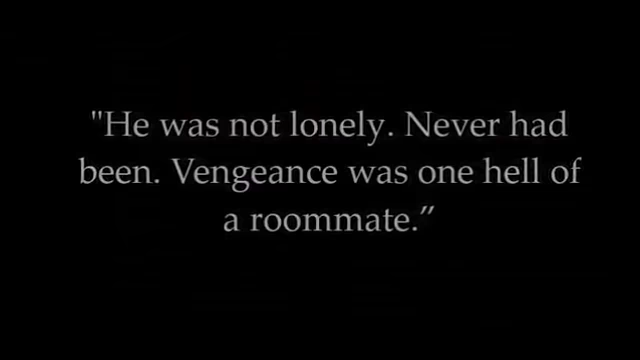 "He was not lonely. Never had
been. Vengeance was one hell of
a roommate.”